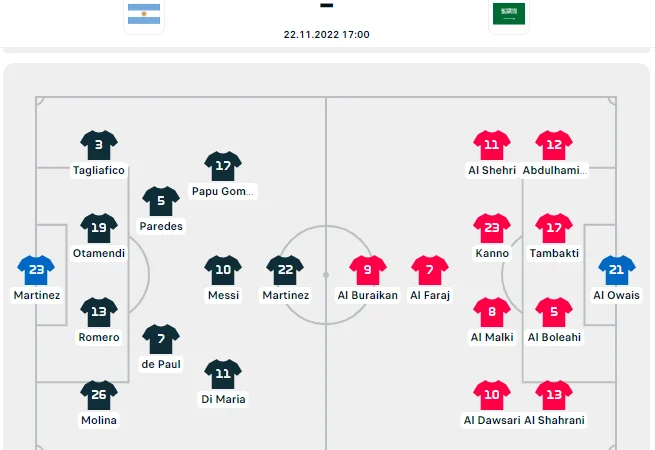 22.11.2022 17:00
3
Tagliafico
19
Otamendi
23
Martinez
13
Romero
26
Molina
5
Paredes
7
de Paul
17
Papu Gom...
10
Messi
11
Di Maria
22
Martinez
9
Al Buraikan
7
Al Faraj
11
Al Shehri
23
Kanno
8
Al Malki
10
Al Dawsari
12
Abdulhami...
17
Tambakti
5
Al Boleahi
13
Al Shahrani
21
Al Owais